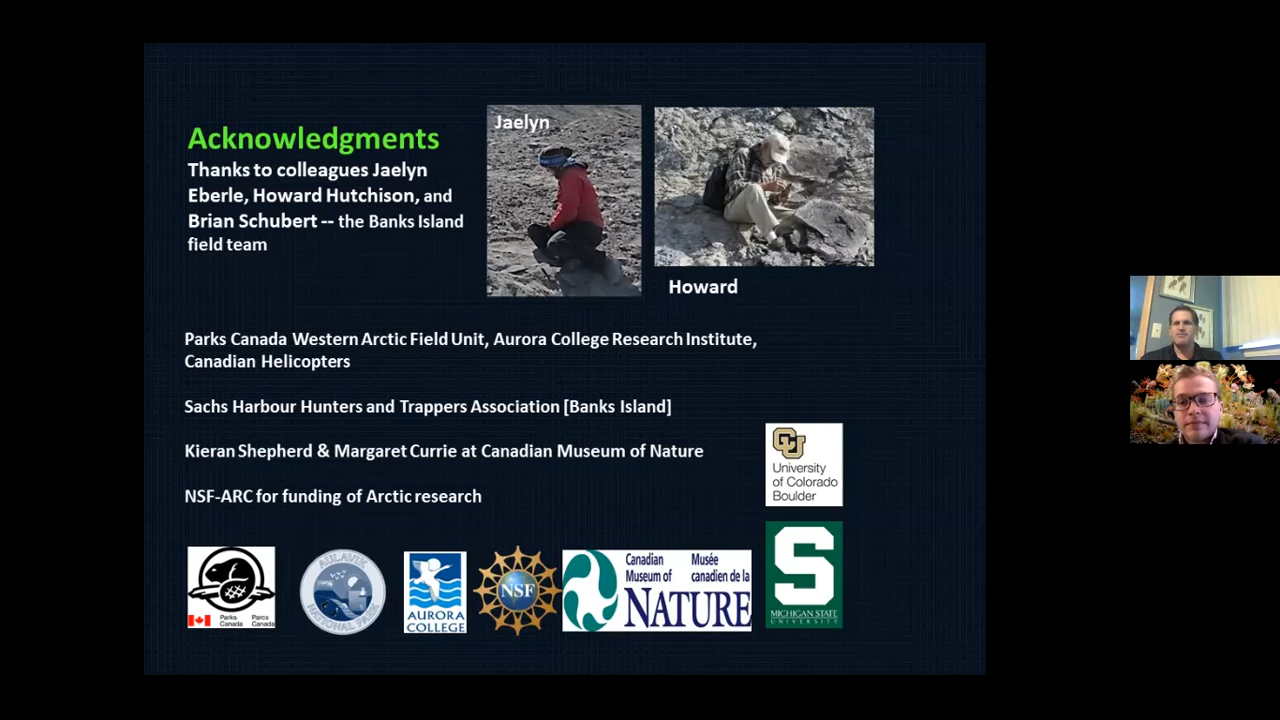 Acknowledgments
Thanks to colleagues Jaelyn
Eberle, Howard Hutchison, and
Brian Schubert -- the Banks Island
field team
Jaelyn
Howard
Parks Canada Western Arctic Field Unit, Aurora College Research Institute,
Canadian Helicopters
Sachs Harbour Hunters and Trappers Association [Banks Island]
Kieran Shepherd & Margaret Currie at Canadian Museum of Nature
NSF-ARC for funding of Arctic research
CU
University
of Colorado
Boulder
Parks Parcs
Canada Canada
AULAVIK
NATIONAL PARK
AURORA
COLLEGE
NSF
Canadian Musée
Museum of canadien de la
NATURE
S
MICHIGAN STATE
UNIVERSITY